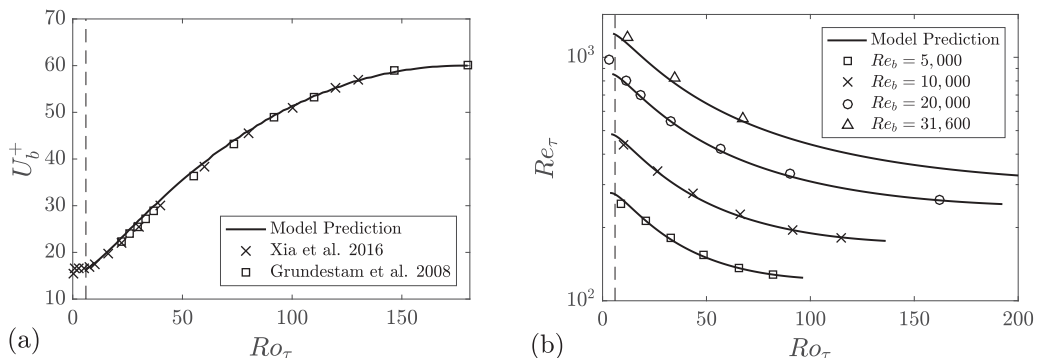 70
60
50
40
30
20
10
U_b^+
0
50
100
150
Ro_τ
Model Prediction
Xia et al. 2016
Grundestam et al. 2008
(a)
10^3
10^2
Re_τ
0
50
100
150
200
Ro_τ
Model Prediction
Re_b = 5,000
Re_b = 10,000
Re_b = 20,000
Re_b = 31,600
(b)